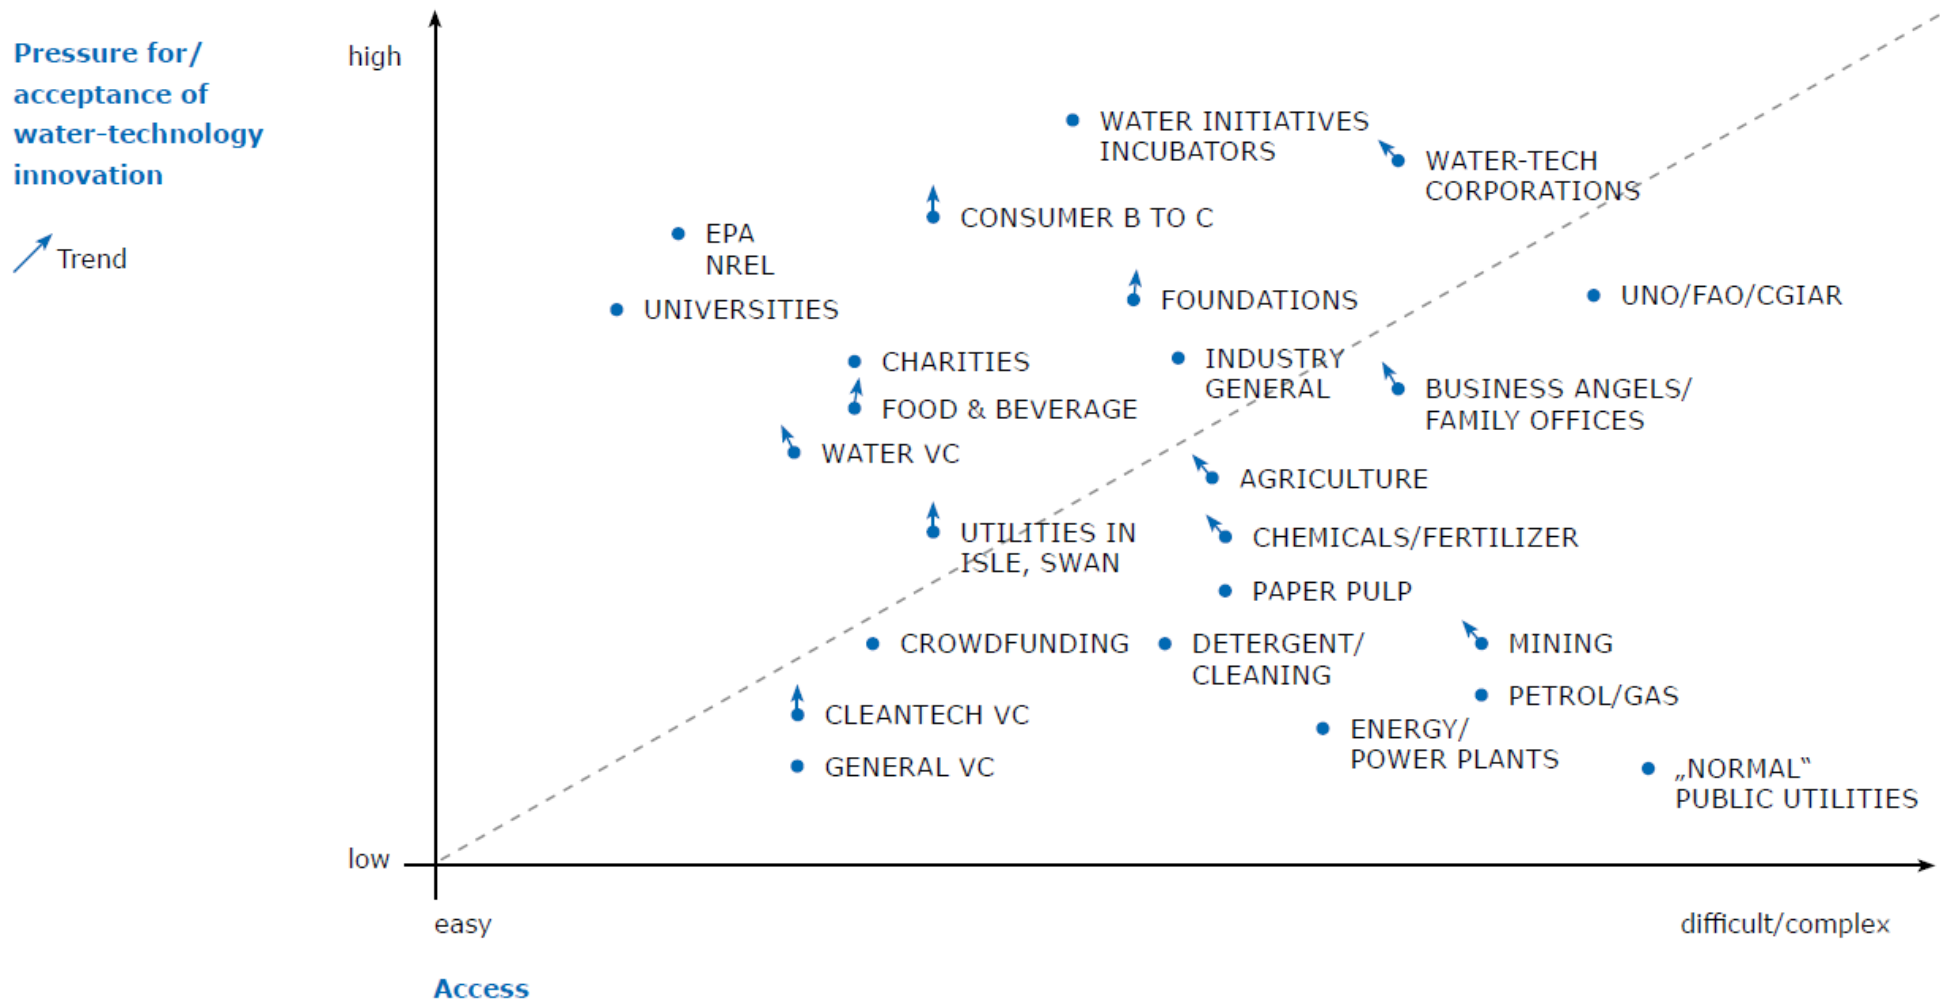 Pressure for/
acceptance of
water-technology
innovation
Trend
high
WATER INITIATIVES
INCUBATORS
WATER-TECH
CORPORATIONS
CONSUMER B TO C
EPA
NREL
UNIVERSITIES
FOUNDATIONS
UNO/FAO/CGIAR
CHARITIES
INDUSTRY
GENERAL
BUSINESS ANGELS/
FAMILY OFFICES
FOOD & BEVERAGE
WATER VC
AGRICULTURE
UTILITIES IN
ISLE, SWAN
CHEMICALS/FERTILIZER
PAPER PULP
CROWDFUNDING
DETERGENT/
CLEANING
MINING
PETROL/GAS
CLEANTECH VC
ENERGY/
POWER PLANTS
GENERAL VC
„NORMAL“
PUBLIC UTILITIES
low
easy
difficult/complex
Access